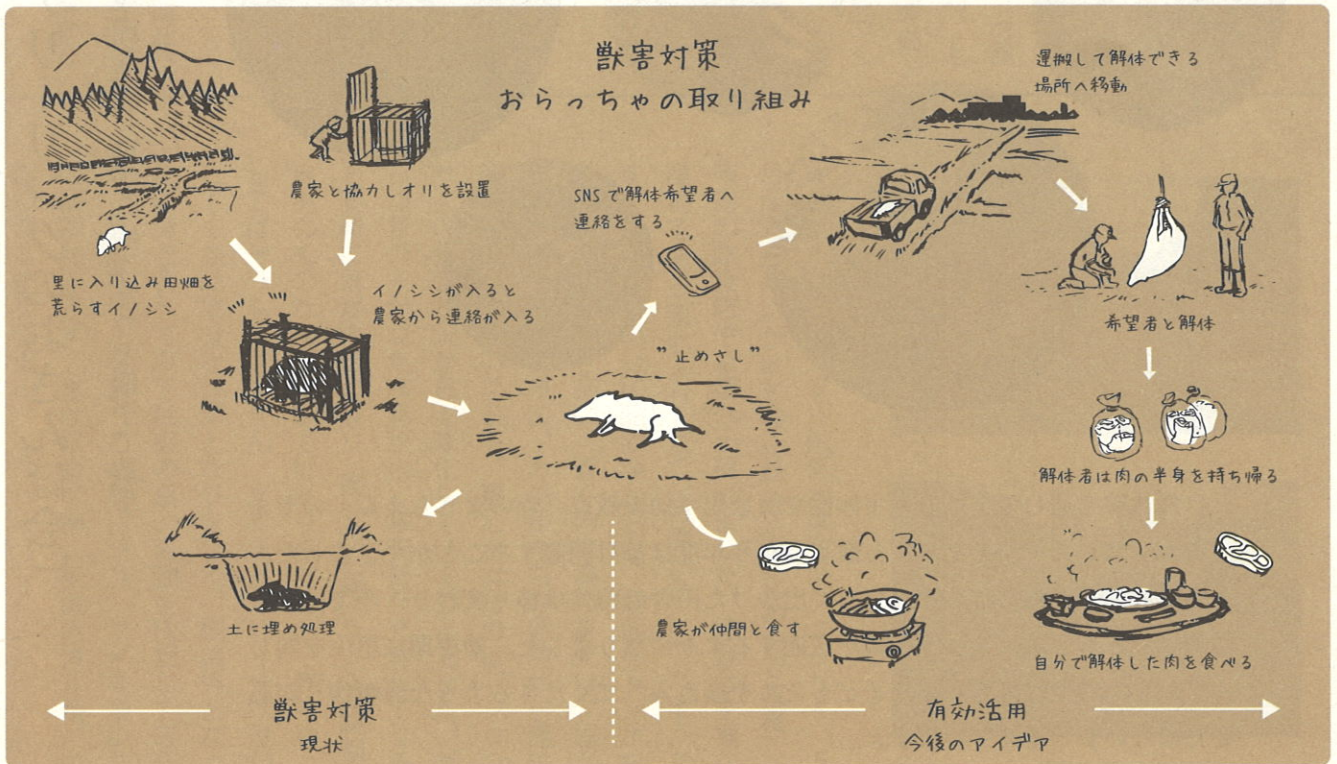 獣害対策
おらっちゃの取り組み
里に入り込み田畑を
荒らすイノシシ
農家と協力しオリを設置
イノシシが入ると
農家から連絡が入る
”止めさし”
土に埋め処理
SNSで解体希望者へ
連絡をする
運搬して解体できる
場所へ移動
希望者と解体
解体者は肉の半身を持ち帰る
自分で解体した肉を食べる
農家が仲間と食す
獣害対策
現状
有効活用
今後のアイデア